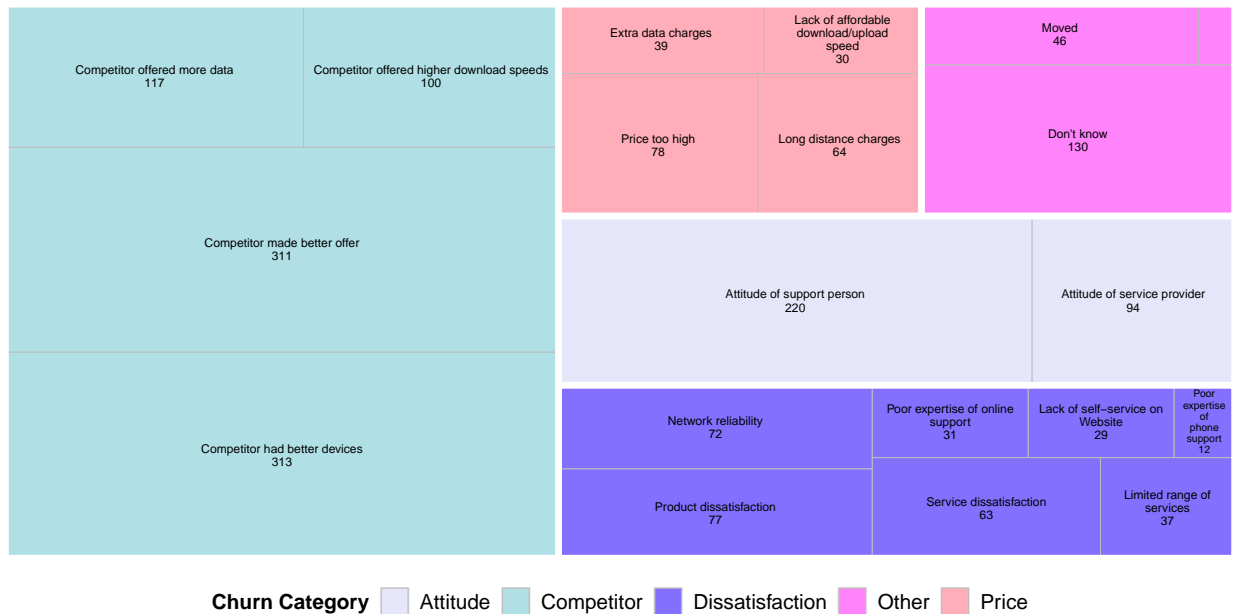 Competitor offered more data
117
Competitor offered higher download speeds
100
Competitor made better offer
311
Competitor had better devices
313
Extra data charges
39
Lack of affordable
download/upload
speed
30
Price too high
78
Long distance charges
64
Moved
46
Don't know
130
Attitude of support person
220
Attitude of service provider
94
Network reliability
72
Product dissatisfaction
77
Poor expertise of online
support
31
Lack of self−service on
Website
29
Poor
expertise
of
phone
support
12
Service dissatisfaction
63
Limited range of
services
37
Churn Category Attitude Competitor Dissatisfaction Other Price